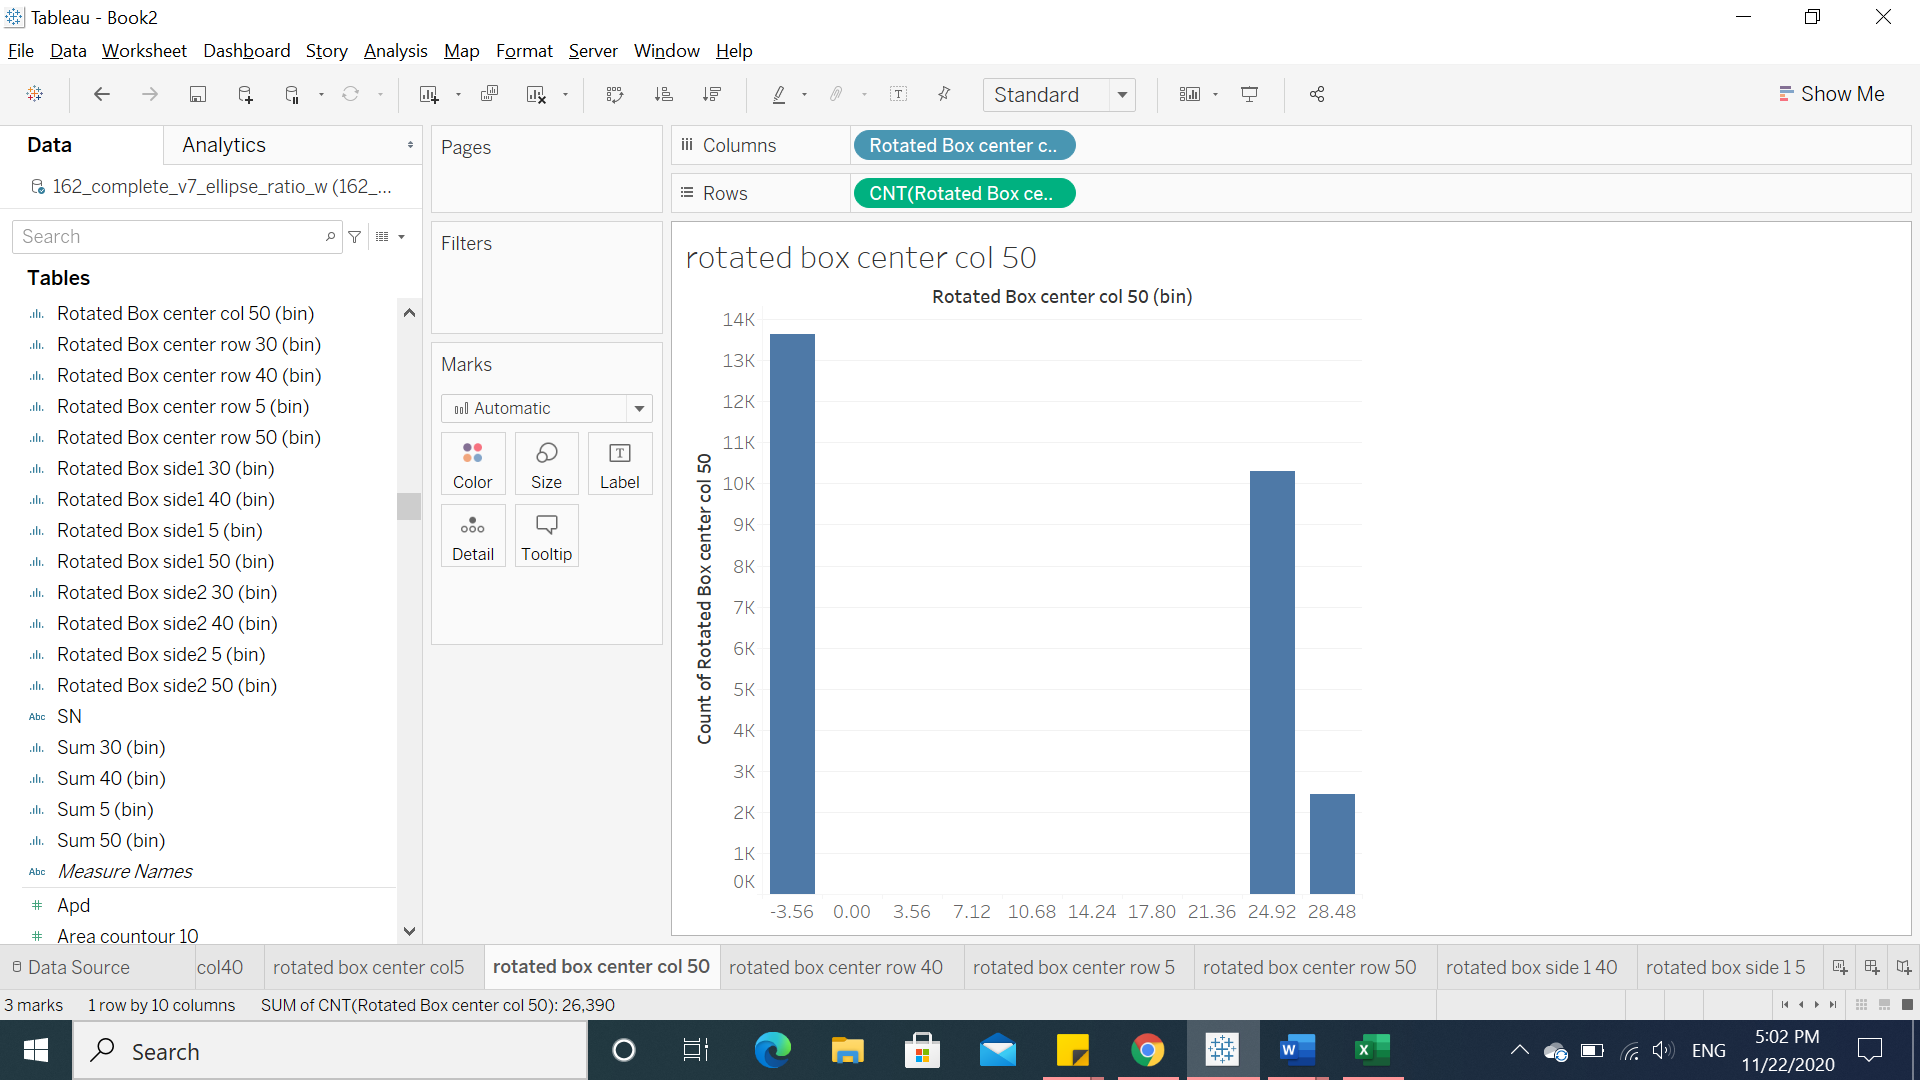 Tableau - Book2
File Data Worksheet Dashboard Story Analysis Map Format Server Window Help
Standard
Show Me
Data
Analytics
162_complete_v7_ellipse_ratio_w (162_...
Search
Tables
Rotated Box center col 50 (bin)
Rotated Box center row 30 (bin)
Rotated Box center row 40 (bin)
Rotated Box center row 5 (bin)
Rotated Box center row 50 (bin)
Rotated Box side1 30 (bin)
Rotated Box side1 40 (bin)
Rotated Box side1 5 (bin)
Rotated Box side1 50 (bin)
Rotated Box side2 30 (bin)
Rotated Box side2 40 (bin)
Rotated Box side2 5 (bin)
Rotated Box side2 50 (bin)
Abc SN
Sum 30 (bin)
Sum 40 (bin)
Sum 5 (bin)
Sum 50 (bin)
Abc Measure Names
# Apd
# Area countour 10
Pages
Filters
Marks
Automatic
Color
Size
T
Label
Detail
Tooltip
Columns
Rotated Box center c..
Rows
CNT(Rotated Box ce..
rotated box center col 50
Rotated Box center col 50 (bin)
Count of Rotated Box center col 50
14K
13K
12K
11K
10K
9K
8K
7K
6K
5K
4K
3K
2K
1K
0K
-3.56 0.00 3.56 7.12 10.68 14.24 17.80 21.36 24.92 28.48
Data Source
col40
rotated box center col5
rotated box center col 50
rotated box center row 40
rotated box center row 5
rotated box center row 50
rotated box side 1 40
rotated box side 1 5
3 marks
1 row by 10 columns
SUM of CNT(Rotated Box center col 50): 26,390
Search
W
X
ENG
5:02 PM
11/22/2020